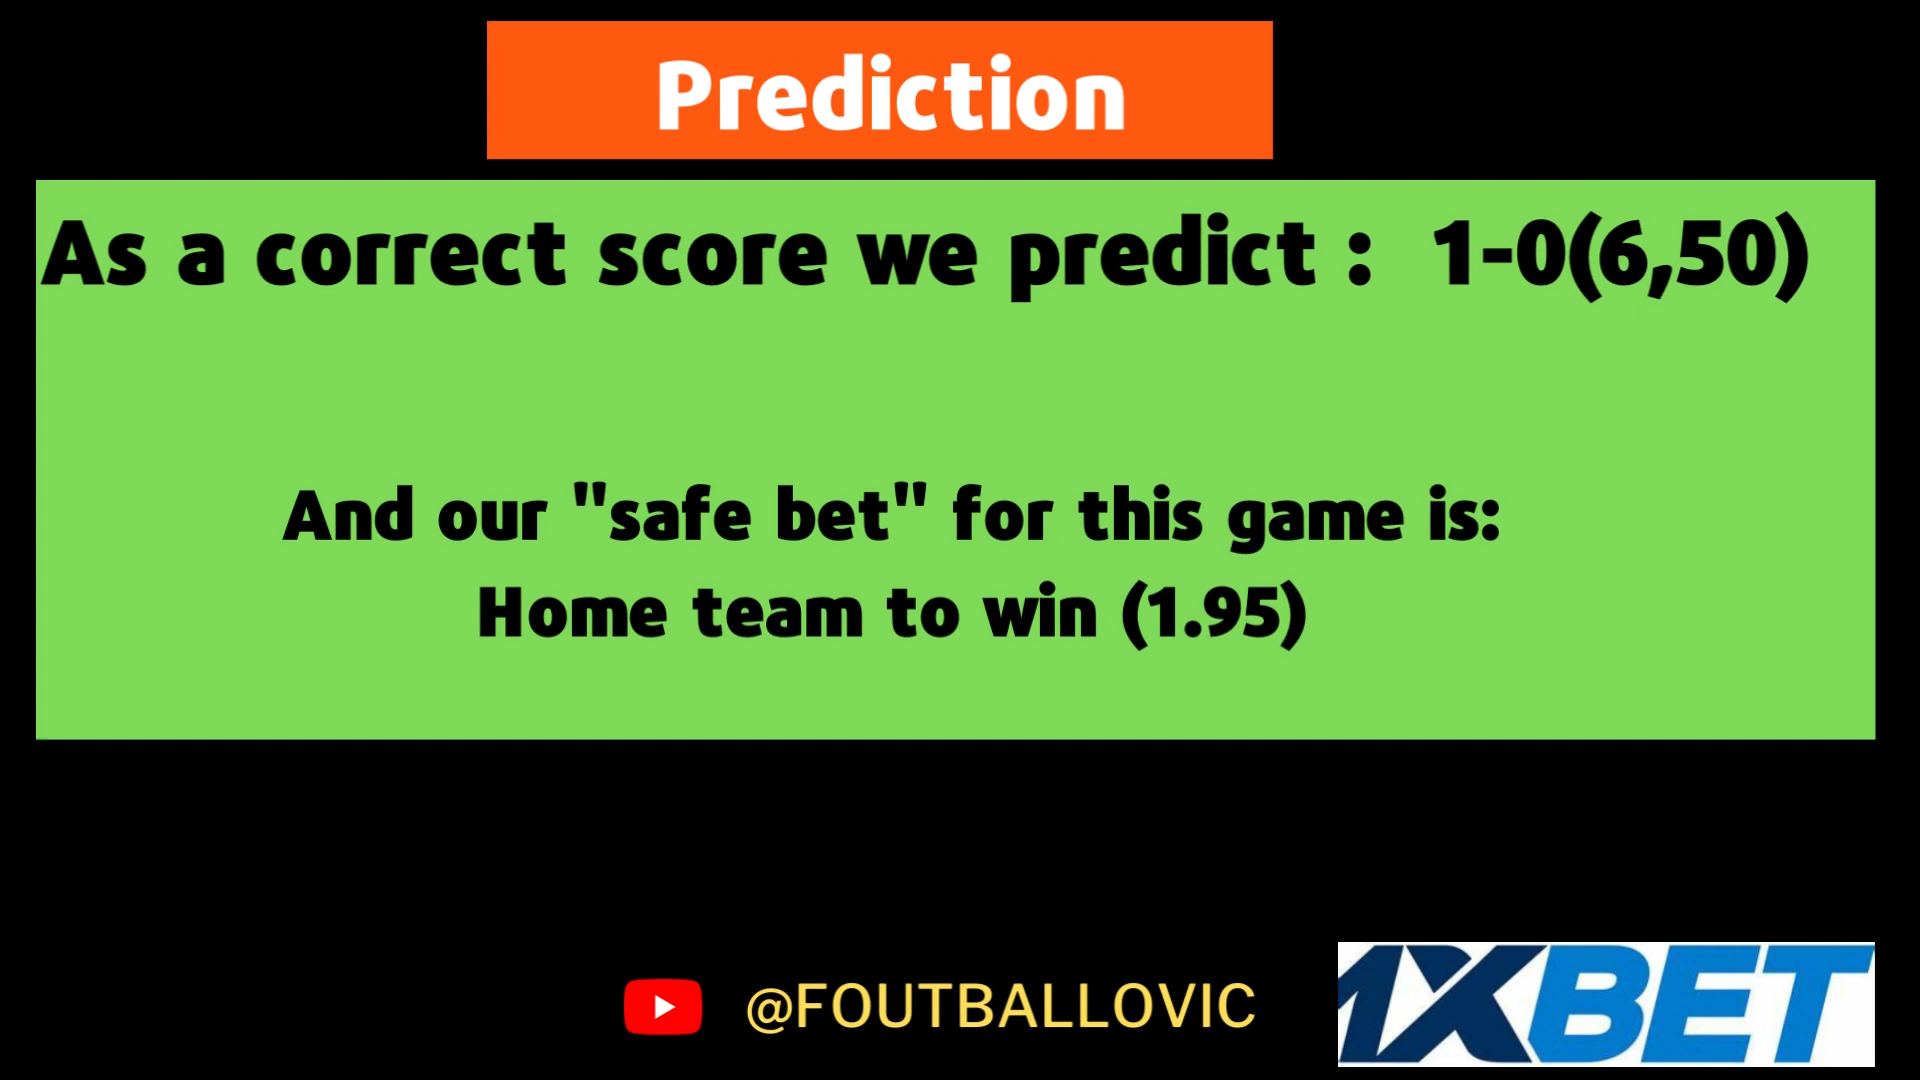 Prediction
As a correct score we predict : 1-0(6,50)
And our "safe bet" for this game is:
Home team to win (1.95)
@FOUTBALLOVIC
1XBET